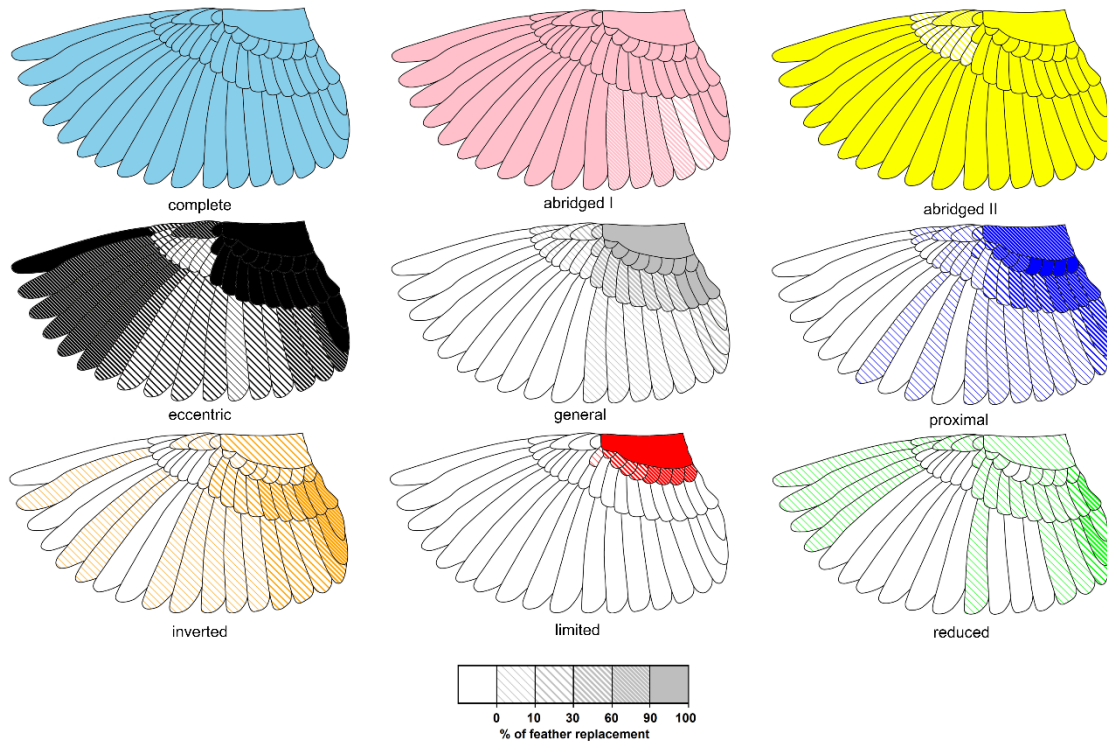 complete
abridged I
abridged II
eccentric
general
proximal
inverted
limited
reduced
0 10 30 60 90 100
% of feather replacement